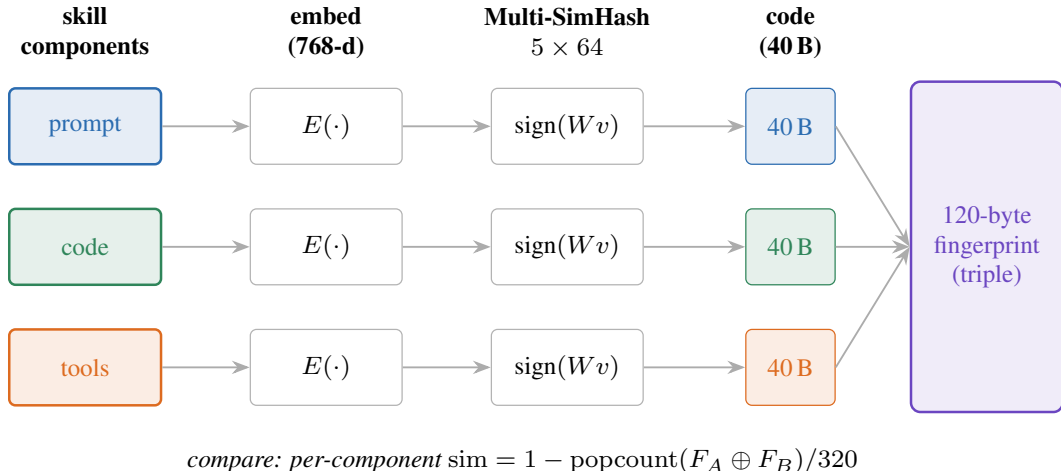 skill
components
embed
(768-d)
Multi-SimHash
5 × 64
code
(40 B)
prompt
E(·)
sign(Wv)
40 B
code
E(·)
sign(Wv)
40 B
120-byte
fingerprint
(triple)
tools
E(·)
sign(Wv)
40 B
compare: per-component sim = 1 − popcount(F_A ⊕ F_B)/320